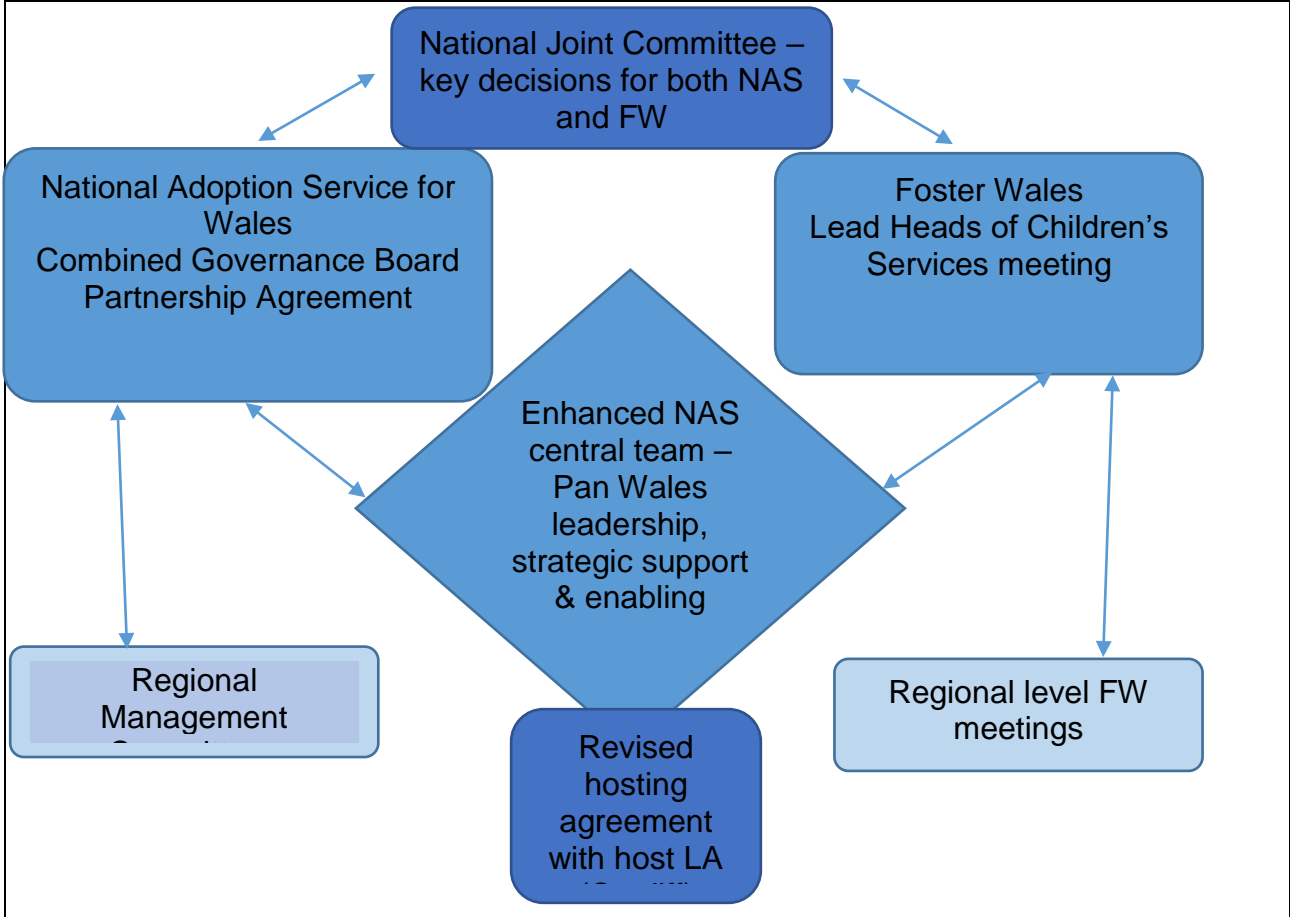 National Joint Committee –
key decisions for both NAS
and FW
National Adoption Service for
Wales
Combined Governance Board
Partnership Agreement
Foster Wales
Lead Heads of Children’s
Services meeting
Enhanced NAS
central team –
Pan Wales
leadership,
strategic support
& enabling
Regional
Management
Regional level FW
meetings
Revised
hosting
agreement
with host LA